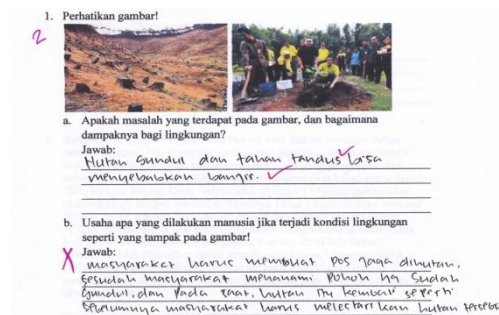 1. Perhatikan gambar!
2
a. Apakah masalah yang terdapat pada gambar, dan bagaimana
dampaknya bagi lingkungan?
Jawab:
Hutan Gundul dan tahan tandus bisa
menyebabkan banjir.
b. Usaha apa yang dilakukan manusia jika terjadi kondisi lingkungan
seperti yang tampak pada gambar!
Jawab:
masyarakat harus membuat pos jaga dihutan,
sesudah masyarakat menanami pohon yg sudah
gundul, dan pada saat, hutan itu kembali seperti
sebelumnya masyarakat harus melestarikan hutan tersebut